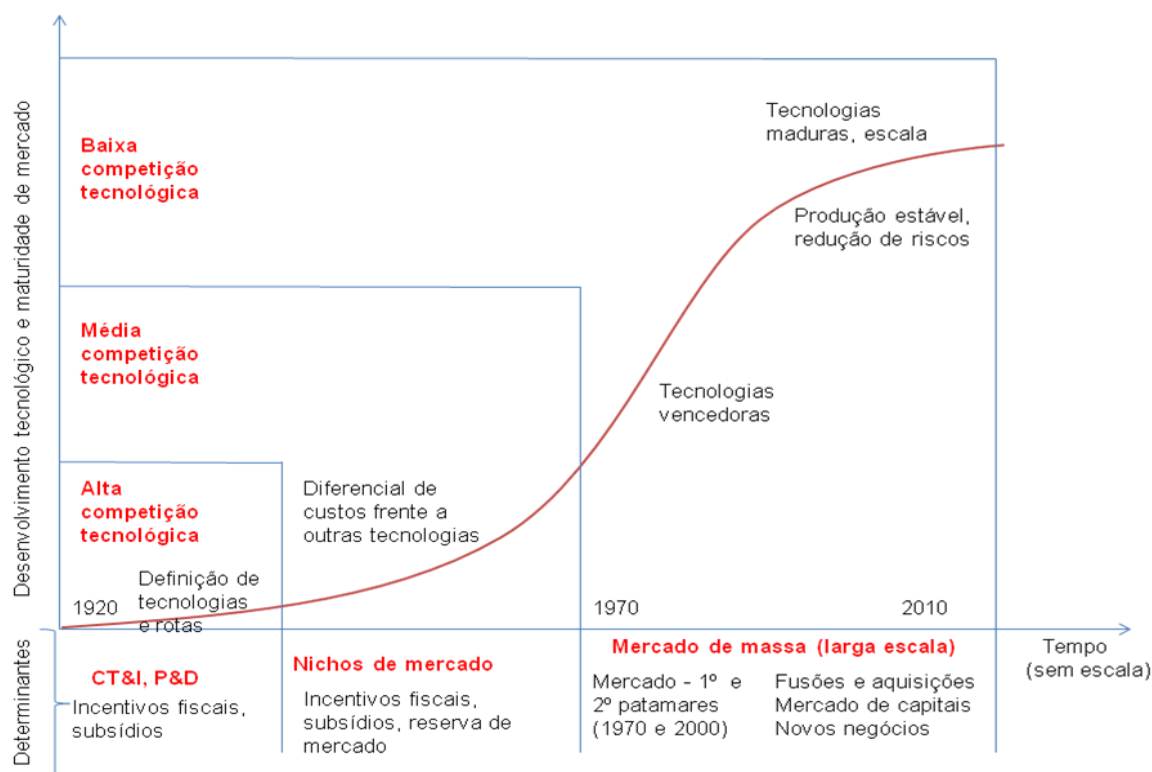 Desenvolvimento tecnológico e maturidade de mercado
Baixa
competição
tecnológica
Tecnologias
maduras, escala
Produção estável,
redução de riscos
Média
competição
tecnológica
Tecnologias
vencedoras
Alta
competição
tecnológica
Diferencial de
custos frente a
outras tecnologias
Definição de
tecnologias
e rotas
1920
1970
2010
Tempo
(sem escala)
Determinantes
CT&I, P&D
Incentivos fiscais,
subsídios
Nichos de mercado
Incentivos fiscais,
subsídios, reserva de
mercado
Mercado de massa (larga escala)
Mercado - 1º e
2º patamares
(1970 e 2000)
Fusões e aquisições
Mercado de capitais
Novos negócios